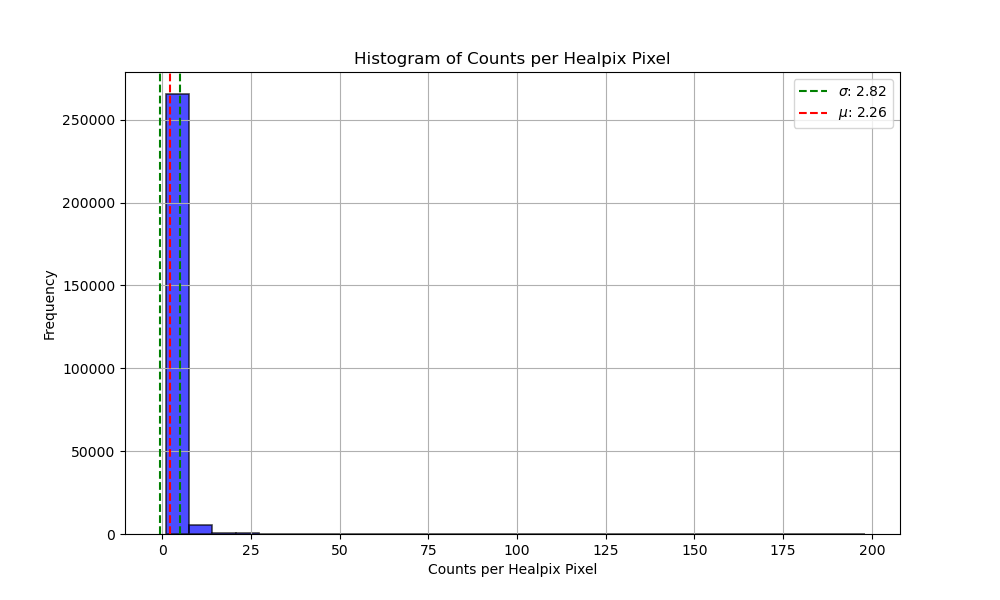 Histogram of Counts per Healpix Pixel
σ: 2.82
μ: 2.26
Frequency
250000
200000
150000
100000
50000
0
0 25 50 75 100 125 150 175 200
Counts per Healpix Pixel